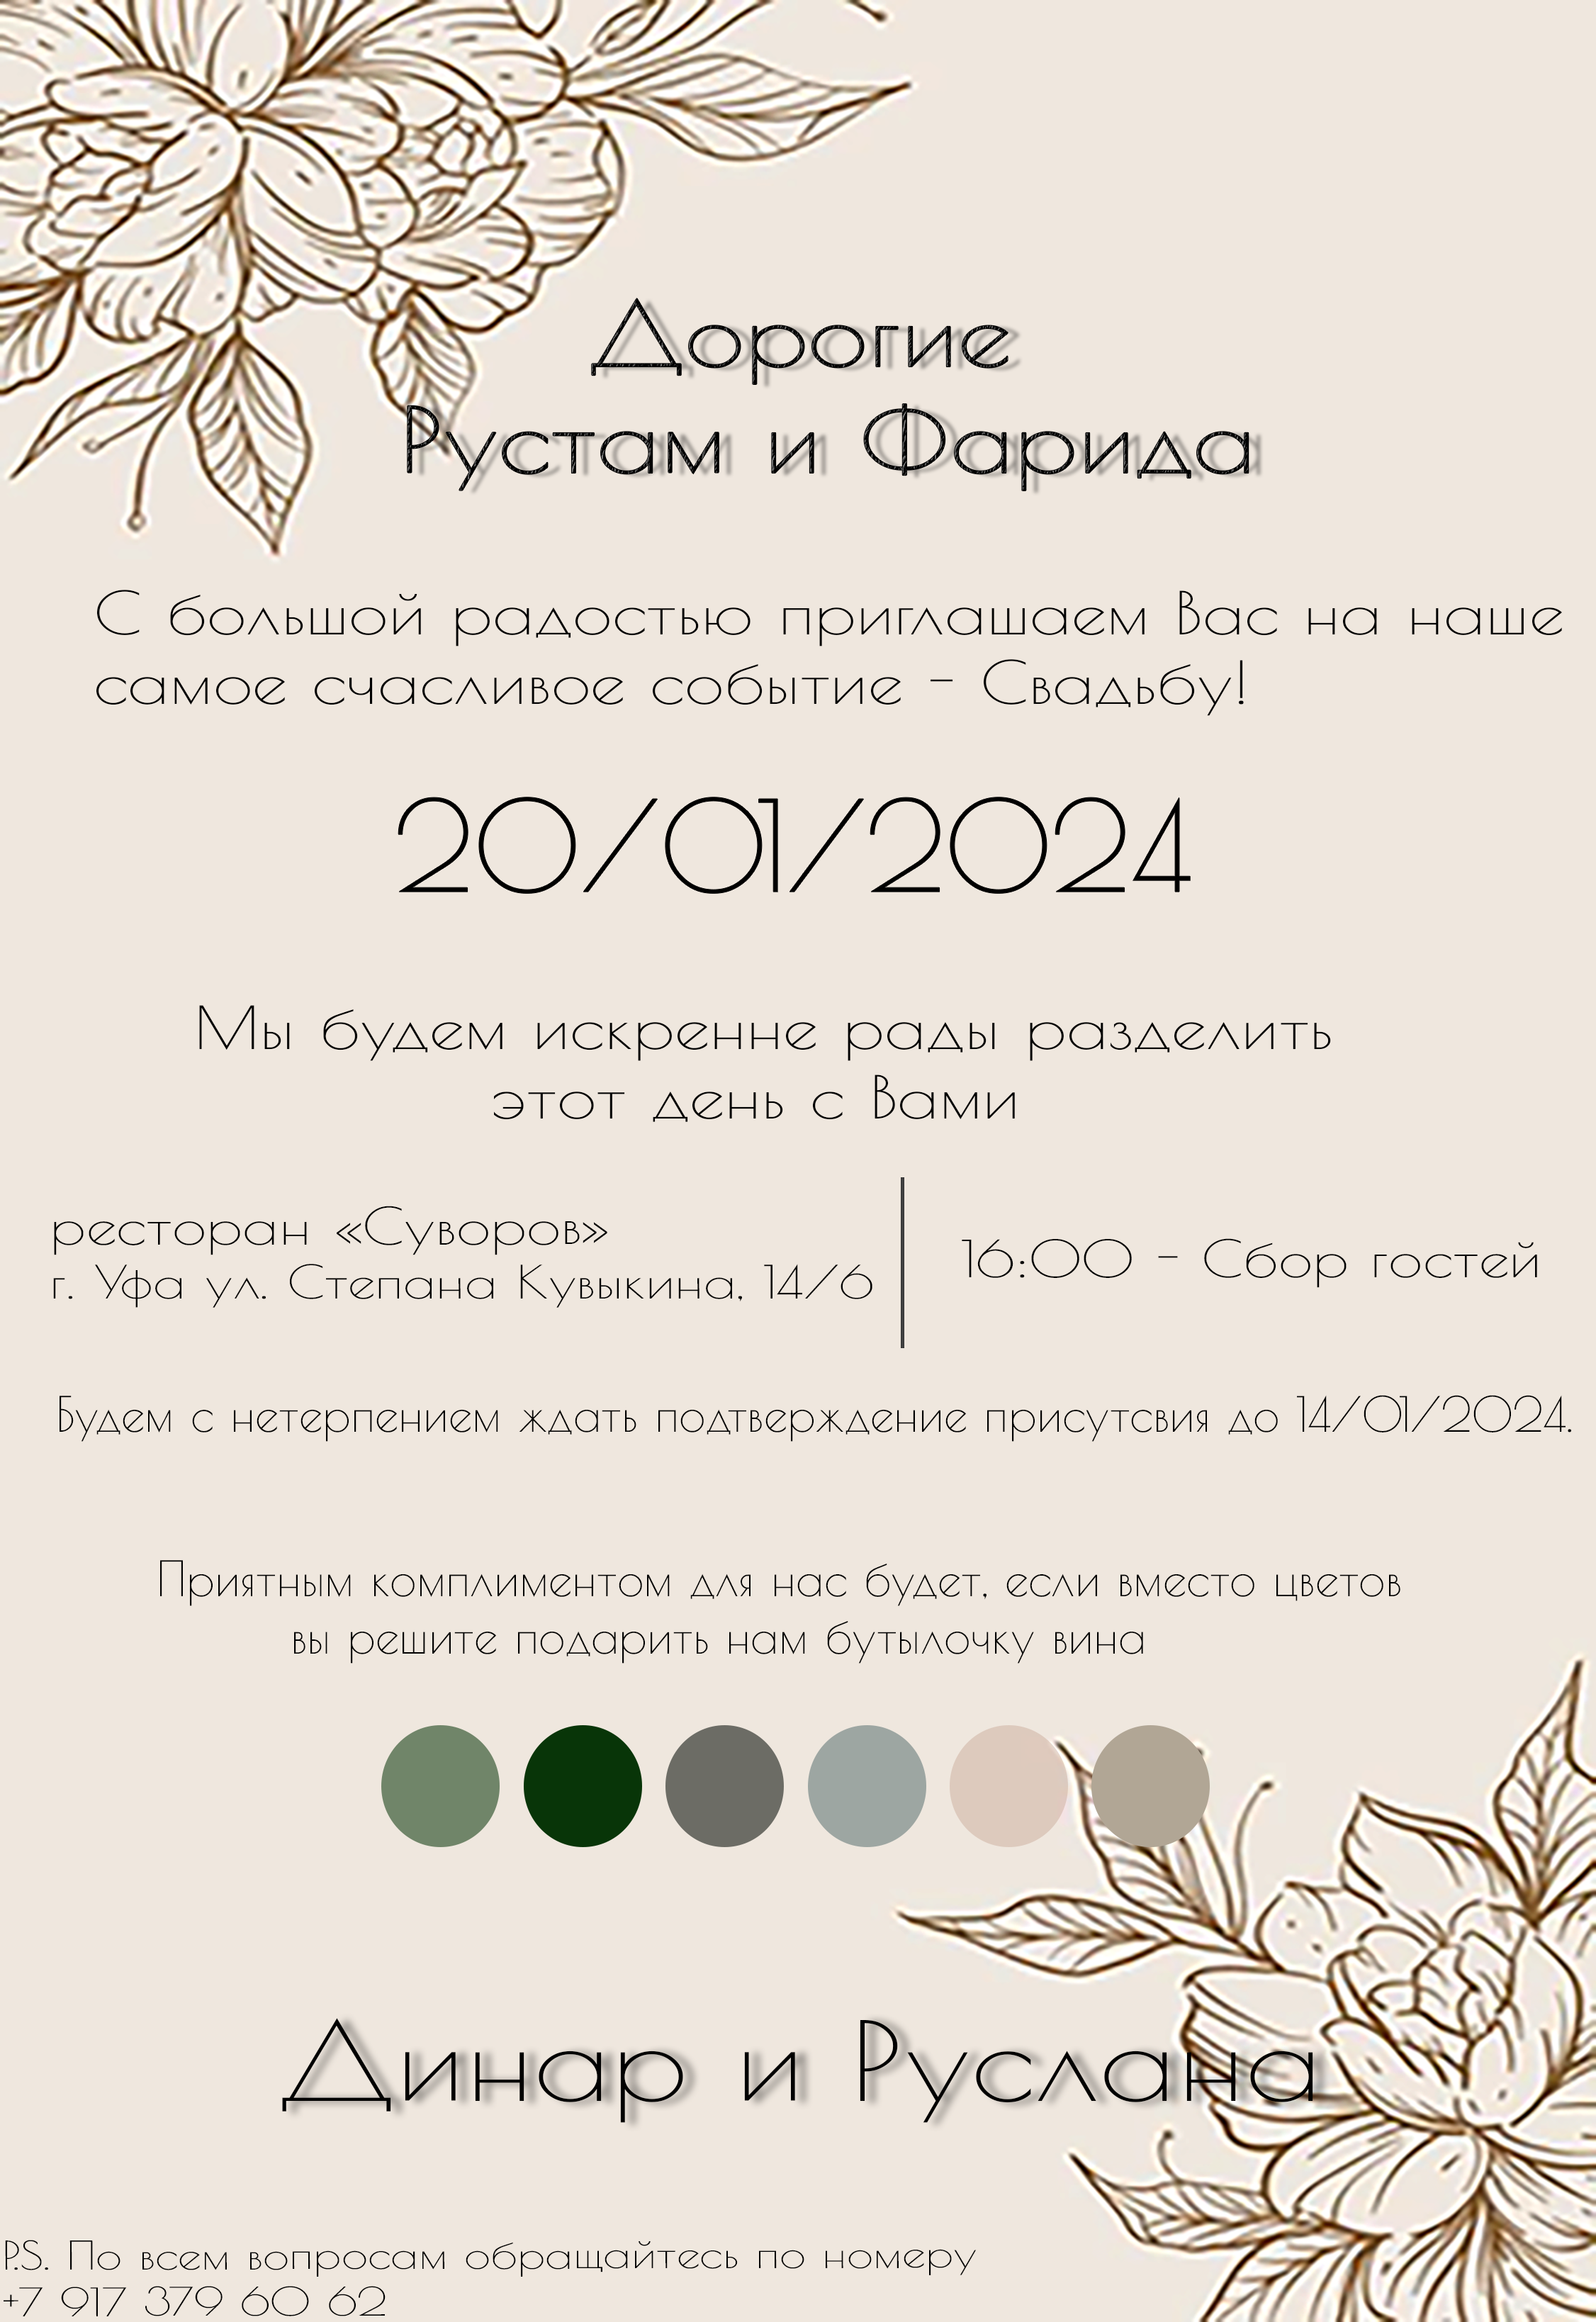 Дорогие
Рустам и Фарида
С большой радостью приглашаем Вас на наше
самое счасливое событие - Свадьбу!
20/01/2024
Мы будем искренне рады разделить
этот день с Вами
ресторан «Суворов»
г. Уфа ул. Степана Кувыкина, 14/6
16:00 - Сбор гостей
Будем с нетерпением ждать подтверждение присутсвия до 14/01/2024.
Приятным комплиментом для нас будет, если вместо цветов
вы решите подарить нам бутылочку вина
Динар и Руслана
P.S. По всем вопросам обращайтесь по номеру
+7 917 379 60 62